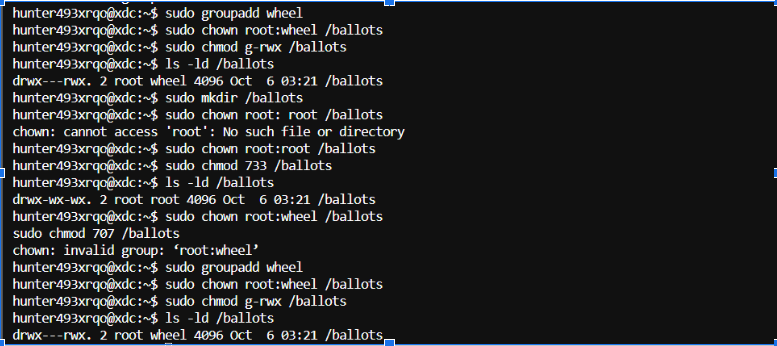 hunter493xrqo@xdc:~$ sudo groupadd wheel
hunter493xrqo@xdc:~$ sudo chown root:wheel /ballots
hunter493xrqo@xdc:~$ sudo chmod g-rwx /ballots
hunter493xrqo@xdc:~$ ls -ld /ballots
drwx---rwx. 2 root wheel 4096 Oct  6 03:21 /ballots
hunter493xrqo@xdc:~$ sudo mkdir /ballots
hunter493xrqo@xdc:~$ sudo chown root: root /ballots
chown: cannot access 'root': No such file or directory
hunter493xrqo@xdc:~$ sudo chown root:root /ballots
hunter493xrqo@xdc:~$ sudo chmod 733 /ballots
hunter493xrqo@xdc:~$ ls -ld /ballots
drwx-wx-wx. 2 root root 4096 Oct  6 03:21 /ballots
hunter493xrqo@xdc:~$ sudo chown root:wheel /ballots
sudo chmod 707 /ballots
chown: invalid group: ‘root:wheel’
hunter493xrqo@xdc:~$ sudo groupadd wheel
hunter493xrqo@xdc:~$ sudo chown root:wheel /ballots
hunter493xrqo@xdc:~$ sudo chmod g-rwx /ballots
hunter493xrqo@xdc:~$ ls -ld /ballots
drwx---rwx. 2 root wheel 4096 Oct  6 03:21 /ballots